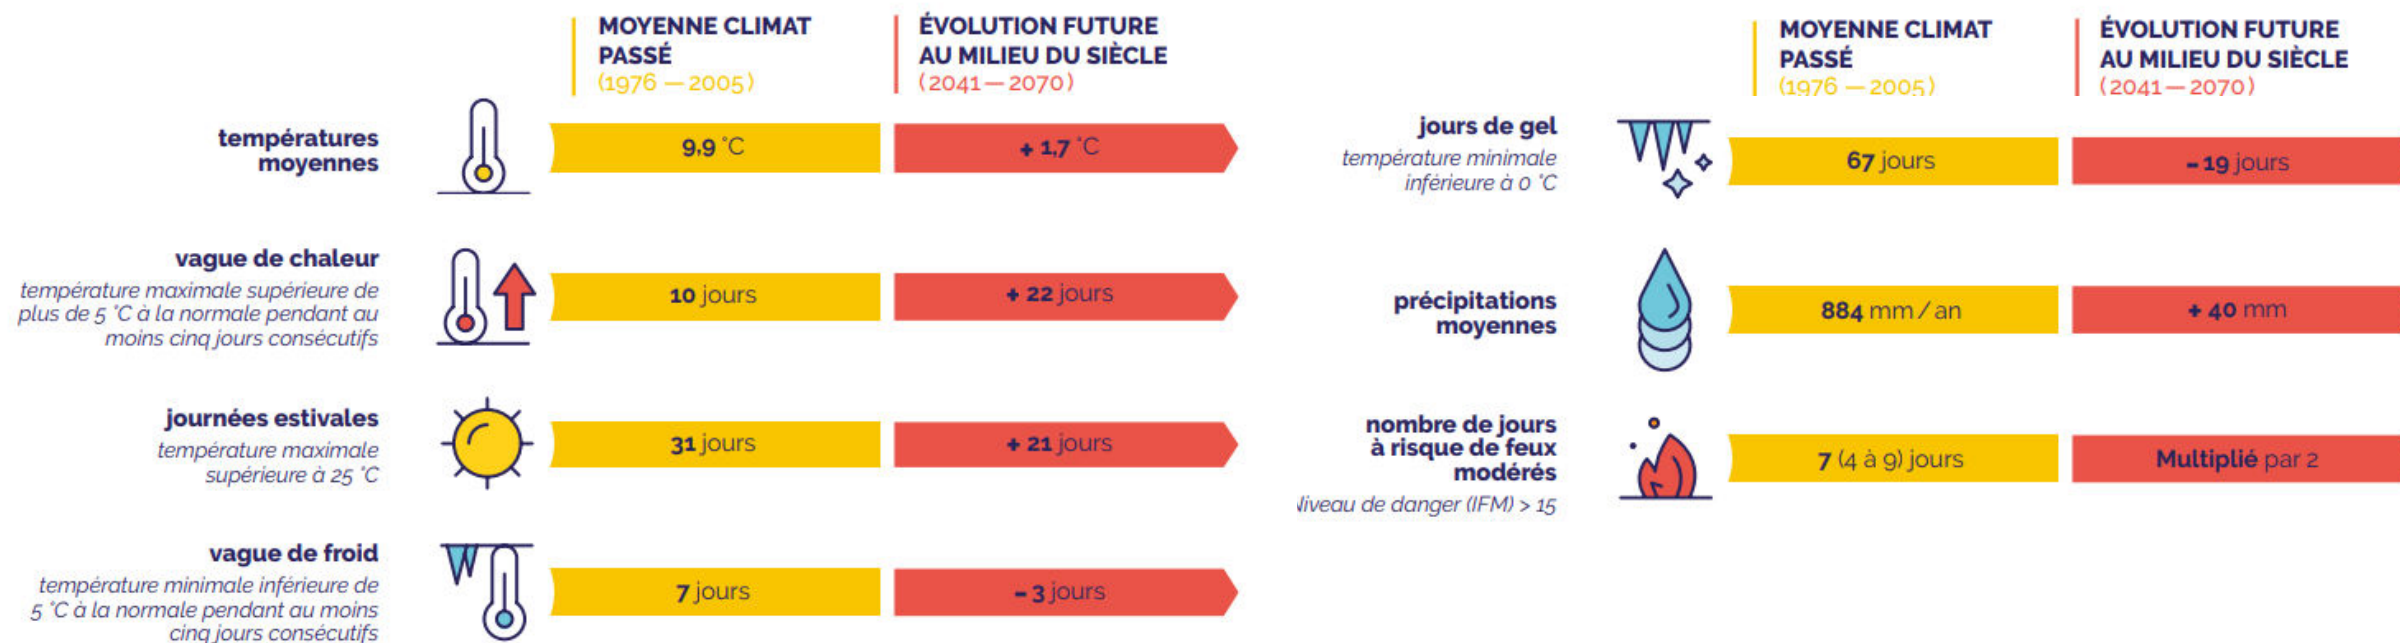 MOYENNE CLIMAT
PASSÉ
(1976 — 2005)
ÉVOLUTION FUTURE
AU MILIEU DU SIÈCLE
(2041 — 2070)
températures
moyennes
9,9 °C
+ 1,7 °C
vague de chaleur
température maximale supérieure de
plus de 5 °C à la normale pendant au
moins cinq jours consécutifs
10 jours
+ 22 jours
journées estivales
température maximale
supérieure à 25 °C
31 jours
+ 21 jours
vague de froid
température minimale inférieure de
5 °C à la normale pendant au moins
cinq jours consécutifs
7 jours
– 3 jours
MOYENNE CLIMAT
PASSÉ
(1976 — 2005)
ÉVOLUTION FUTURE
AU MILIEU DU SIÈCLE
(2041 — 2070)
jours de gel
température minimale
inférieure à 0 °C
67 jours
– 19 jours
précipitations
moyennes
884 mm / an
+ 40 mm
nombre de jours
à risque de feux
modérés
Niveau de danger (IFM) > 15
7 (4 à 9) jours
Multiplié par 2